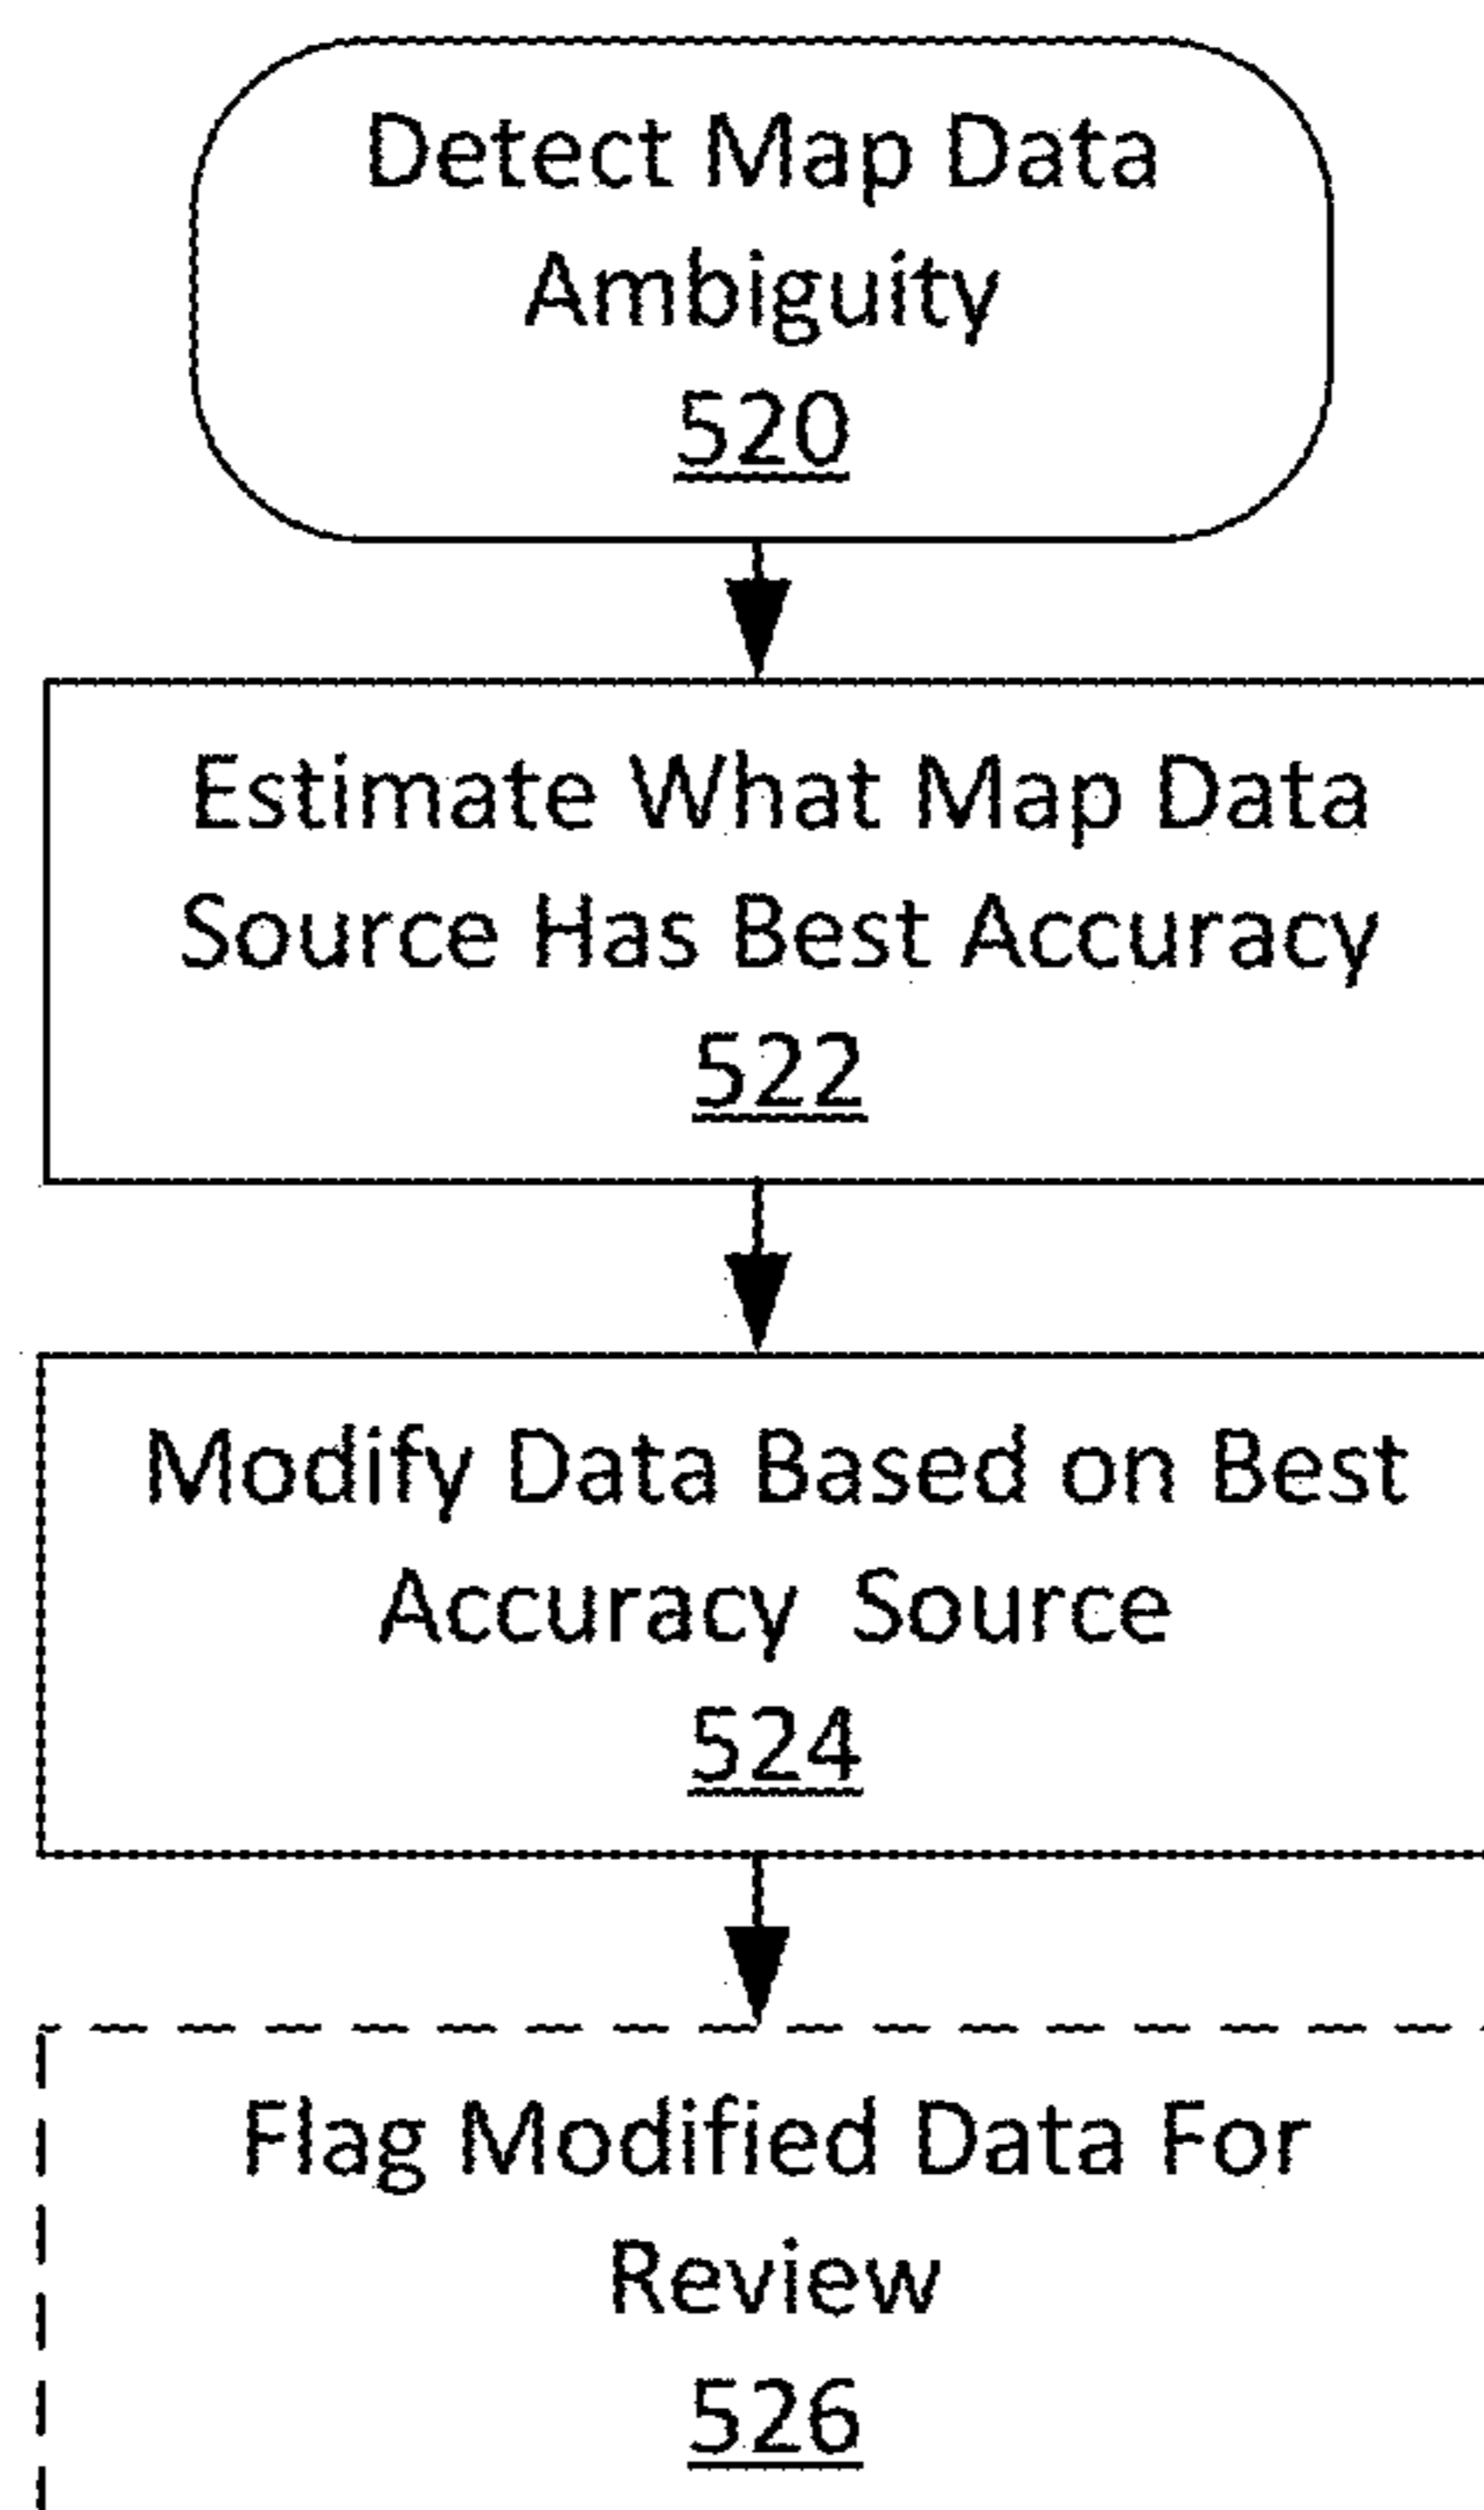 Detect Map Data
Ambiguity
520
Estimate What Map Data
Source Has Best Accuracy
522
Modify Data Based on Best
Accuracy Source
524
Flag Modified Data For
Review
526